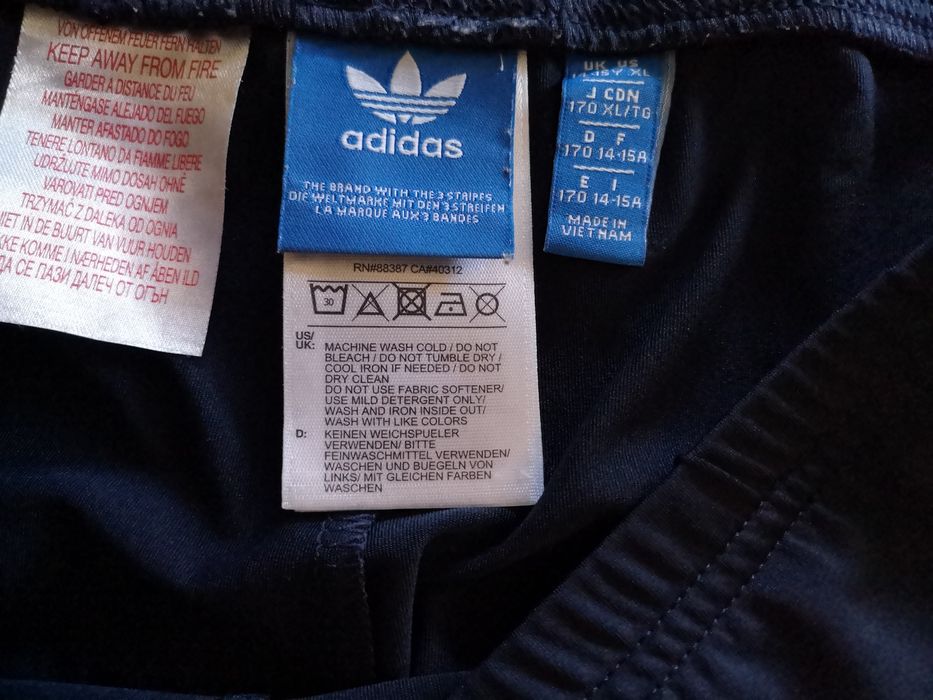 VON OFFENEM FEUER FERN HALTEN
KEEP AWAY FROM FIRE
GARDER A DISTANCE DU FEU
MANTENGASE ALEJADO DEL FUEGO
MANTER AFASTADO DO FOGO
TENERE LONTANO DA FIAMME LIBERE
UDRŽUJTE MIMO DOSAH OHNĚ
VAROVATI PRED OGNJEM
TRZYMAĆ Z DALEKA OD OGNIA
IN DE BUURT VAN VUUR HOUDEN
KOMME I NÆRHEDEN AF ÅBEN ILD
ДА СЕ ПАЗИ ДАЛЕЧ ОТ ОГЪН
adidas
THE BRAND WITH THE 3 STRIPES
DIE WELTMARKE MIT DEN 3 STREIFEN
LA MARQUE AUX 3 BANDES
RN#88387 CA#40312
30
US/
UK: MACHINE WASH COLD / DO NOT
BLEACH / DO NOT TUMBLE DRY /
COOL IRON IF NEEDED / DO NOT
DRY CLEAN
DO NOT USE FABRIC SOFTENER/
USE MILD DETERGENT ONLY/
WASH AND IRON INSIDE OUT/
WASH WITH LIKE COLORS
D: KEINEN WEICHSPUELER
VERWENDEN/ BITTE
FEINWASCHMITTEL VERWENDEN/
WASCHEN UND BUEGELN VON
LINKS/ MIT GLEICHEN FARBEN
WASCHEN
UK US
XL
J CDN
170 XL/TG
D F
170 14-15A
E I
170 14-15A
MADE IN
VIETNAM